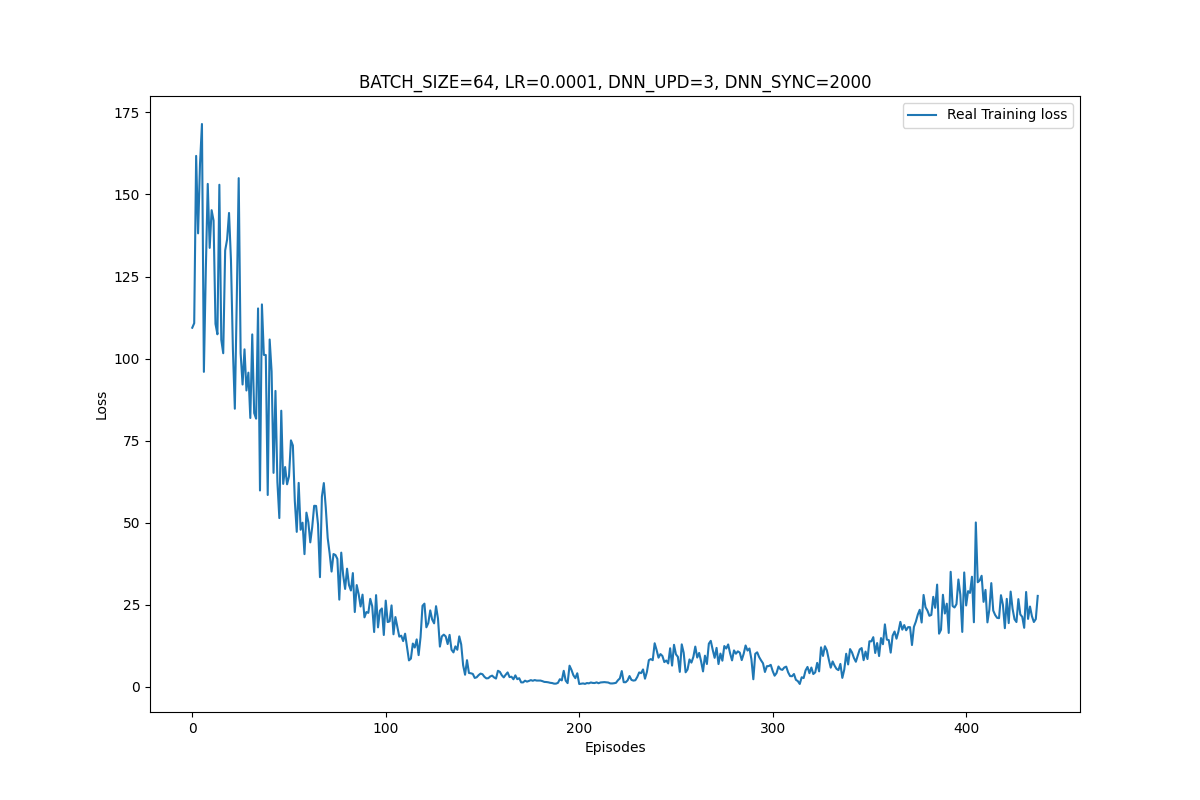 BATCH_SIZE=64, LR=0.0001, DNN_UPD=3, DNN_SYNC=2000
Real Training loss
175
150
125
100
75
50
25
0
Loss
0 100 200 300 400
Episodes